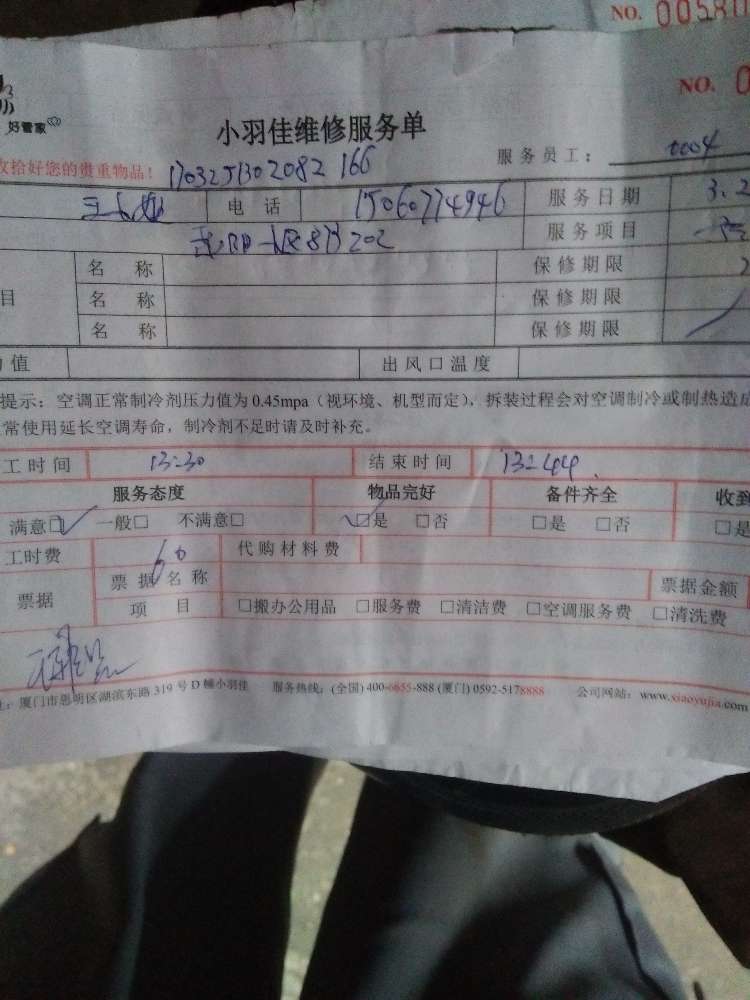 NO. 00580
NO. 0
好管家
小羽佳维修服务单
服务员工： 0004
收拾好您的贵重物品！ 1703251302082 166
电 话 15060774946 服务日期 3.2
8 202 服务项目
名 称 保修期限
目 名 称 保修期限
名 称 保修期限
值 出风口温度
提示：空调正常制冷剂压力值为 0.45mpa（视环境、机型而定），拆装过程会对空调制冷或制热造成
常使用延长空调寿命，制冷剂不足时请及时补充。
工时间 13:30 结束时间 13:44
服务态度 物品完好 备件齐全 收到
满意□ 一般□ 不满意□ □是 □否 □是 □否 □是
工时费 60 代购材料费
票据 票据名称 票据金额
项 目 □搬办公用品 □服务费 □清洁费 □空调服务费 □清洗费
：厦门市思明区湖滨东路 319 号 D 幢小羽佳 服务热线：(全国) 400-6655-888 (厦门) 0592-5178888 公司网站：www.xiaoyujia.com